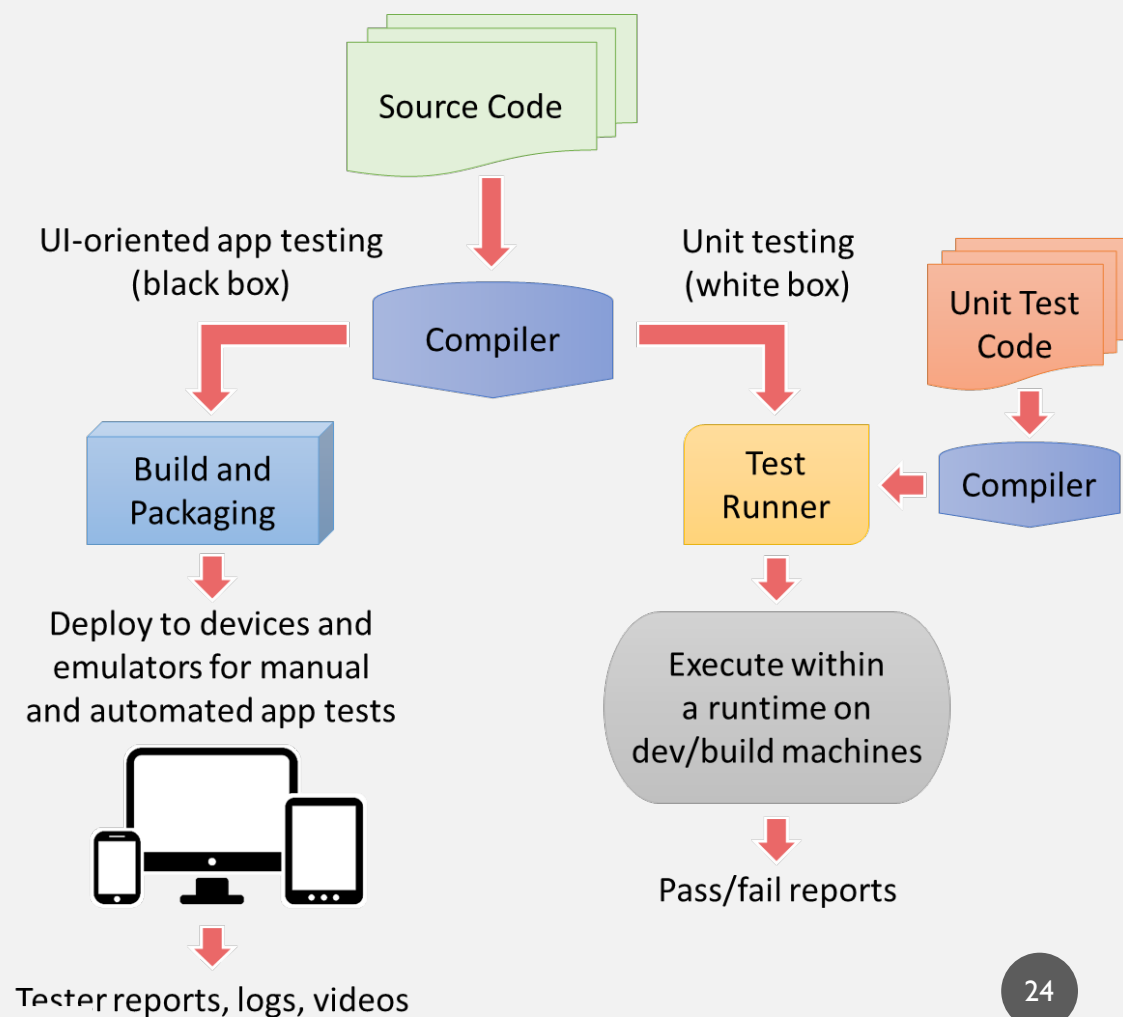 Source Code
UI-oriented app testing
(black box)
Unit testing
(white box)
Unit Test
Code
Compiler
Build and
Packaging
Test
Runner
Compiler
Deploy to devices and
emulators for manual
and automated app tests
Execute within
a runtime on
dev/build machines
Pass/fail reports
Tester reports, logs, videos
24